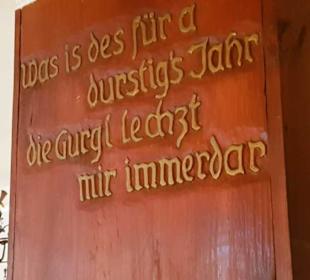 was is des für a
durstig's Jahr
die Gurgl lechzt
mir immerdar